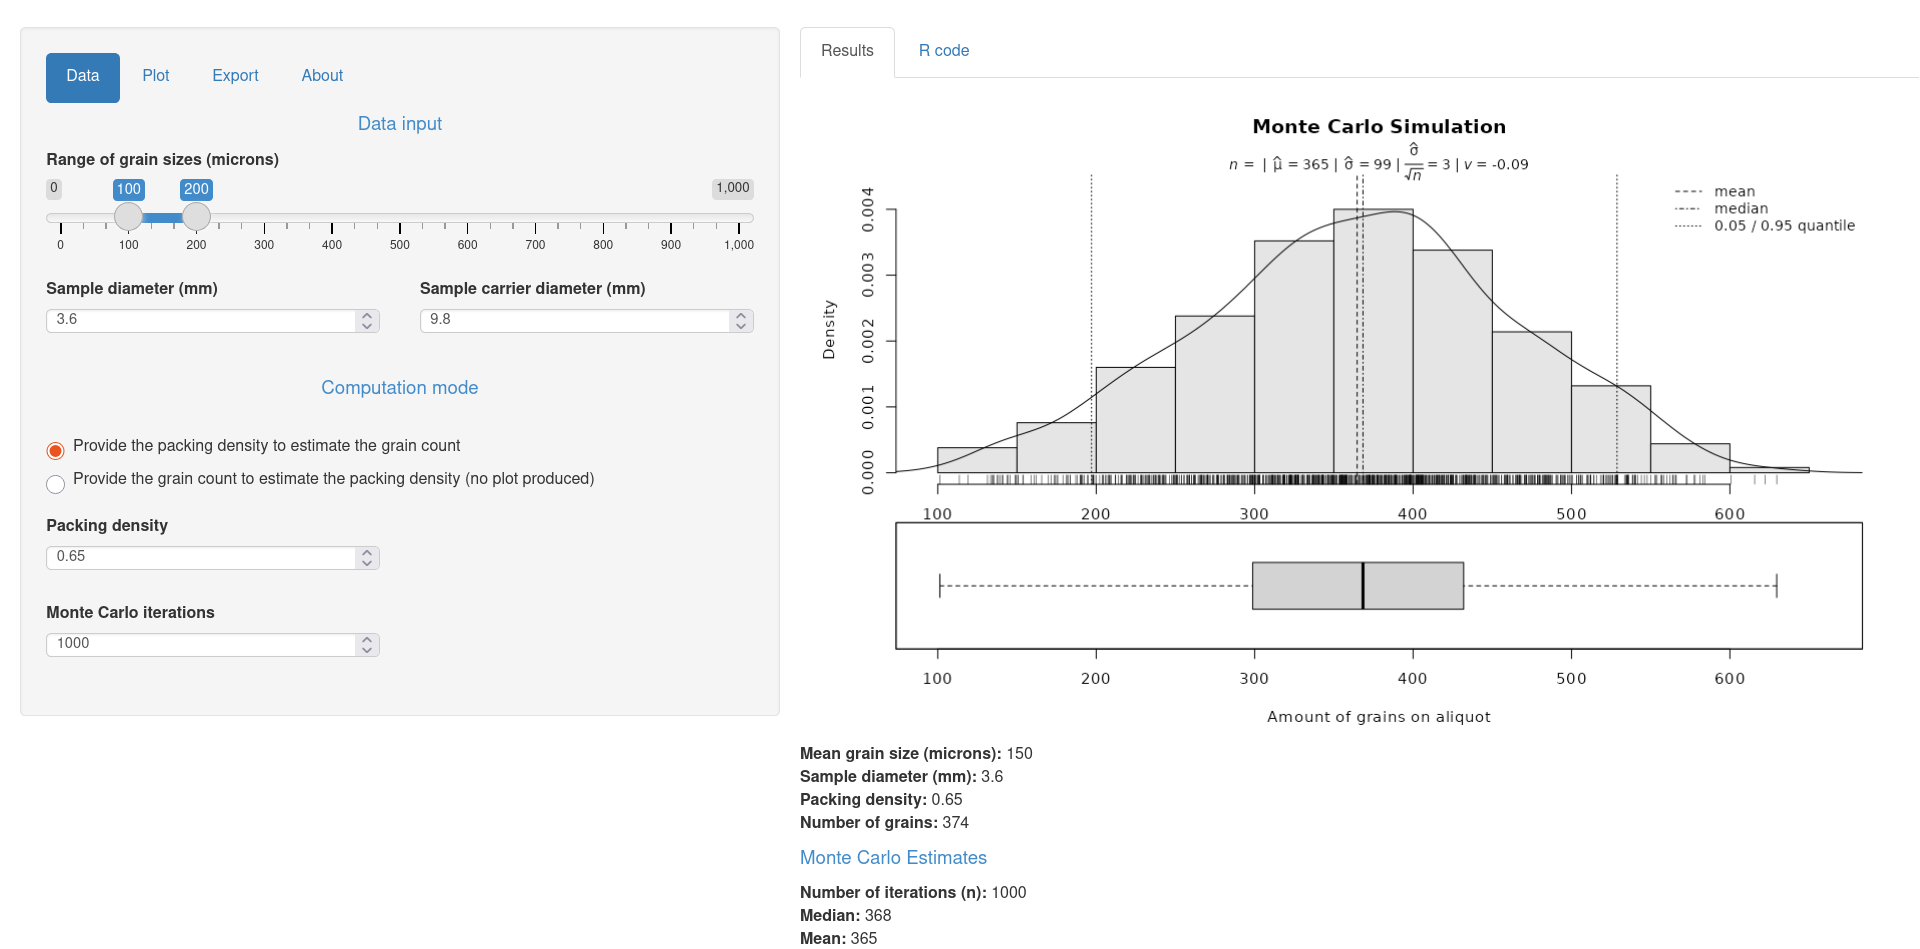 Data Plot Export About
Data input
Range of grain sizes (microns)
0 100 200 1,000
0 100 200 300 400 500 600 700 800 900 1,000
Sample diameter (mm) Sample carrier diameter (mm)
3.6 9.8
Computation mode
Provide the packing density to estimate the grain count
Provide the grain count to estimate the packing density (no plot produced)
Packing density
0.65
Monte Carlo iterations
1000
Results R code
Monte Carlo Simulation
n = | μ̂ = 365 | σ̂ = 99 | σ̂/√n = 3 | v = -0.09
mean
median
0.05 / 0.95 quantile
Density
0.004
0.003
0.002
0.001
0.000
100 200 300 400 500 600
100 200 300 400 500 600
Amount of grains on aliquot
Mean grain size (microns): 150
Sample diameter (mm): 3.6
Packing density: 0.65
Number of grains: 374
Monte Carlo Estimates
Number of iterations (n): 1000
Median: 368
Mean: 365